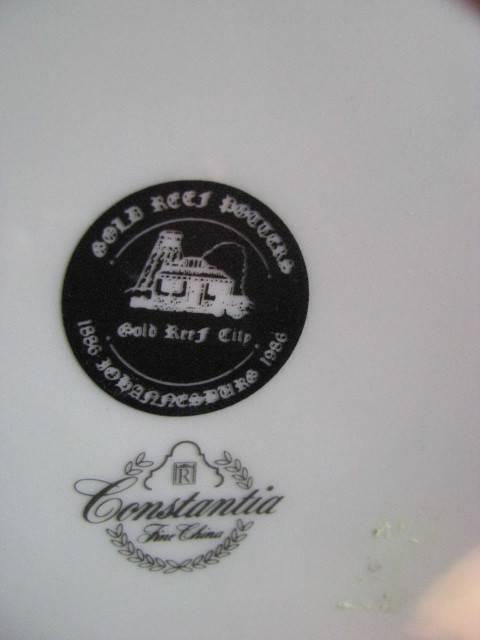 GOLD REEF POTTERS
Gold Reef City
1886 JOHANNESBURG 1986
R
Constantia
Fine China